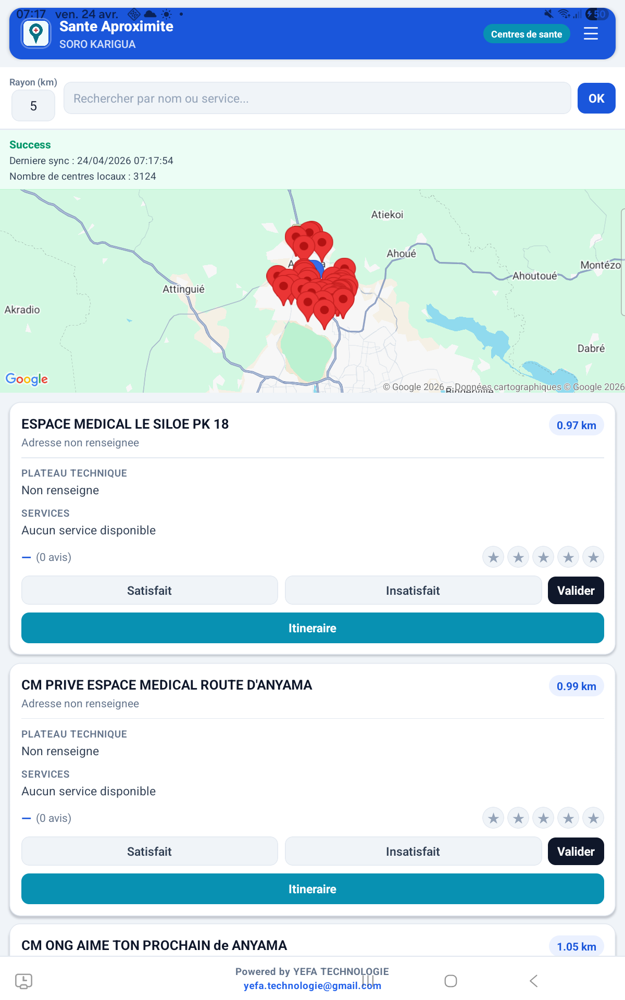 07:17 ven. 24 avr.
50
Sante Aproximite
SORO KARIGUA
Centres de sante
Rayon (km)
5
Rechercher par nom ou service...
OK
Success
Derniere sync : 24/04/2026 07:17:54
Nombre de centres locaux : 3124
Atiekoi
Ahoué
Montézo
Ahoutoué
Attinguié
Akradio
Dabré
Google
© Google 2026 – Données cartographiques © Google 2026
Bingerville
ESPACE MEDICAL LE SILOE PK 18
0.97 km
Adresse non renseignee
PLATEAU TECHNIQUE
Non renseigne
SERVICES
Aucun service disponible
— (0 avis)
Satisfait
Insatisfait
Valider
Itineraire
CM PRIVE ESPACE MEDICAL ROUTE D'ANYAMA
0.99 km
Adresse non renseignee
PLATEAU TECHNIQUE
Non renseigne
SERVICES
Aucun service disponible
— (0 avis)
Satisfait
Insatisfait
Valider
Itineraire
CM ONG AIME TON PROCHAIN de ANYAMA
1.05 km
Powered by YEFA TECHNOLOGIE
yefa.technologie@gmail.com